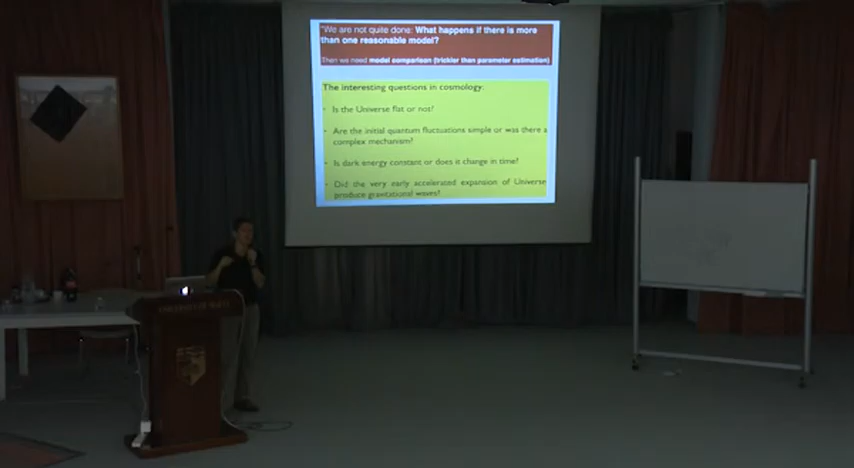 "We are not quite done: What happens if there is more
than one reasonable model?
Then we need model comparison (trickier than parameter estimation)
The interesting questions in cosmology:
• Is the Universe flat or not?
• Are the initial quantum fluctuations simple or was there a
complex mechanism?
• Is dark energy constant or does it change in time?
• Did the very early accelerated expansion of Universe
produce gravitational waves?